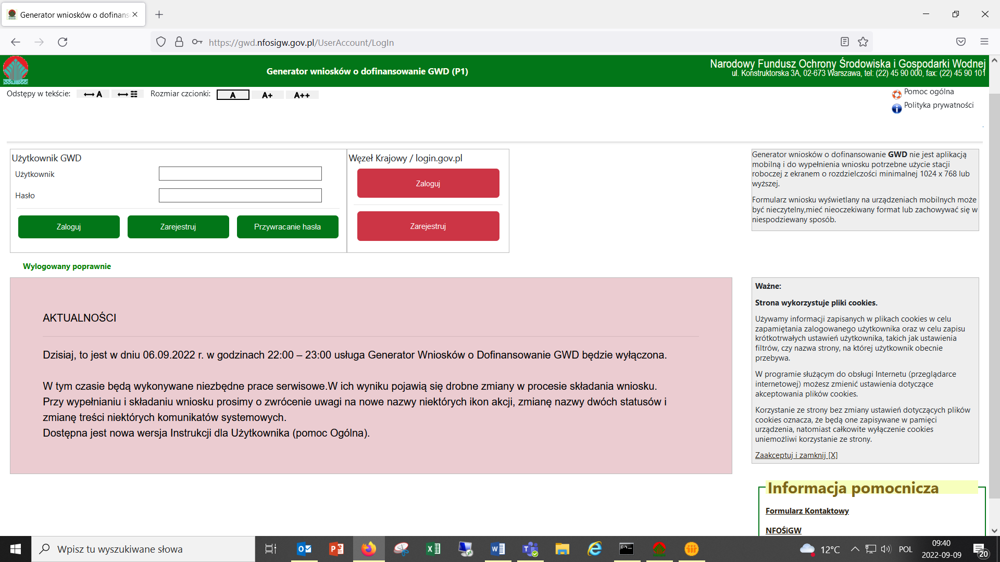 Generator wniosków o dofinans
https://gwd.nfosigw.gov.pl/UserAccount/LogIn
Generator wniosków o dofinansowanie GWD (P1)
Narodowy Fundusz Ochrony Środowiska i Gospodarki Wodnej
ul. Konstruktorska 3A, 02-673 Warszawa, tel: (22) 45 90 000, fax: (22) 45 90 101
Odstępy w tekście: A Rozmiar czcionki: A A+ A++
Pomoc ogólna
Polityka prywatności
Użytkownik GWD
Użytkownik
Hasło
Zaloguj Zarejestruj Przywracanie hasła
Węzeł Krajowy / login.gov.pl
Zaloguj
Zarejestruj
Generator wniosków o dofinansowanie GWD nie jest aplikacją
mobilną i do wypełnienia wniosku potrzebne użycie stacji
roboczej z ekranem o rozdzielczości minimalnej 1024 x 768 lub
wyższej.
Formularz wniosku wyświetlany na urządzeniach mobilnych może
być nieczytelny,mieć nieoczekiwany format lub zachowywać się w
niespodziewany sposób.
Wylogowany poprawnie
AKTUALNOŚCI
Dzisiaj, to jest w dniu 06.09.2022 r. w godzinach 22:00 – 23:00 usługa Generator Wniosków o Dofinansowanie GWD będzie wyłączona.
W tym czasie będą wykonywane niezbędne prace serwisowe.W ich wyniku pojawią się drobne zmiany w procesie składania wniosku.
Przy wypełnianiu i składaniu wniosku prosimy o zwrócenie uwagi na nowe nazwy niektórych ikon akcji, zmianę nazwy dwóch statusów i
zmianę treści niektórych komunikatów systemowych.
Dostępna jest nowa wersja Instrukcji dla Użytkownika (pomoc Ogólna).
Ważne:
Strona wykorzystuje pliki cookies.
Używamy informacji zapisanych w plikach cookies w celu
zapamiętania zalogowanego użytkownika oraz w celu zapisu
krótkotrwałych ustawień użytkownika, takich jak ustawienia
filtrów, czy nazwa strony, na której użytkownik obecnie
przebywa.
W programie służącym do obsługi Internetu (przeglądarce
internetowej) możesz zmienić ustawienia dotyczące
akceptowania plików cookies.
Korzystanie ze strony bez zmiany ustawień dotyczących plików
cookies oznacza, że będą one zapisywane w pamięci
urządzenia, natomiast całkowite wyłączenie cookies
uniemożliwi korzystanie ze strony.
Zaakceptuj i zamknij [X]
Informacja pomocnicza
Formularz Kontaktowy
NFOŚiGW
Wpisz tu wyszukiwane słowa
12°C
POL
09:40
2022-09-09
20